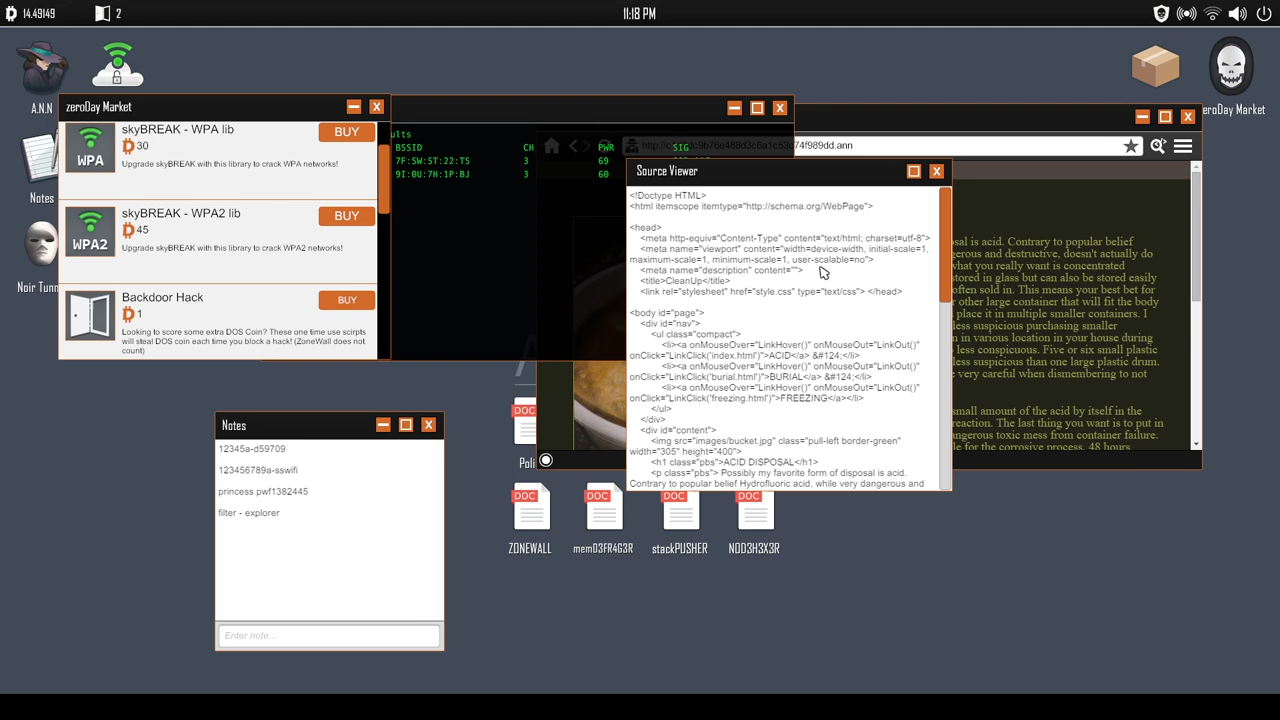 14.49149
2
11:18 PM
A.N.N
Notes
Noir Tunn
zeroDay Market
skyBREAK - WPA lib
30
BUY
WPA
Upgrade skyBREAK with this library to crack WPA networks!
skyBREAK - WPA2 lib
45
BUY
WPA2
Upgrade skyBREAK with this library to crack WPA2 networks!
Backdoor Hack
1
BUY
Looking to score some extra DOS Coin? These one time use scripts
will steal DOS coin each time you block a hack! (ZoneWall does not
count)
ults
BSSID CH PWR SIG
7F:SW:5T:22:TS 3 69
9I:0U:7H:1P:BJ 3 60
eroDay Market
Source Viewer
<!Doctype HTML>
<html itemscope itemtype="http://schema.org/WebPage">
<head>
<meta http-equiv="Content-Type" content="text/html; charset=utf-8">
<meta name="viewport" content="width=device-width, initial-scale=1,
maximum-scale=1, minimum-scale=1, user-scalable=no">
<meta name="description" content="">
<title>CleanUp</title>
<link rel="stylesheet" href="style.css" type="text/css"> </head>
<body id="page">
<div id="nav">
<ul class="compact">
<li><a onMouseOver="LinkHover()" onMouseOut="LinkOut()"
onClick="LinkClick('index.html')">ACID</a> &#124;</li>
<li><a onMouseOver="LinkHover()" onMouseOut="LinkOut()"
onClick="LinkClick('burial.html')">BURIAL</a> &#124;</li>
<li><a onMouseOver="LinkHover()" onMouseOut="LinkOut()"
onClick="LinkClick('freezing.html')">FREEZING</a></li>
</ul>
</div>
<div id="content">
<img src="images/bucket.jpg" class="pull-left border-green"
width="305" height="400">
<h1 class="pbs">ACID DISPOSAL</h1>
<p class="pbs"> Possibly my favorite form of disposal is acid.
Contrary to popular belief Hydrofluoric acid, while very dangerous and
osal is acid. Contrary to popular belief
gerous and destructive, doesn't actually do
what you really want is concentrated
stored in glass but can also be stored easily
often sold in. This means your best bet for
other large container that will fit the body
place it in multiple smaller containers. I
less suspicious purchasing smaller
m in various location in your house during
less conspicuous. Five or six small plastic
less suspicious than one large plastic drum.
e very careful when dismembering to not
small amount of the acid by itself in the
reaction. The last thing you want is to put in
angerous toxic mess from container failure.
le for the corrosive process. 48 hours
Notes
12345a-d59709
123456789a-sswifi
princess pwf1382445
filter - explorer
Enter note...
DOC
Poli
DOC
DOC
DOC
DOC
ZONEWALL
memD3FR4G3R
stackPUSHER
NOD3H3X3R